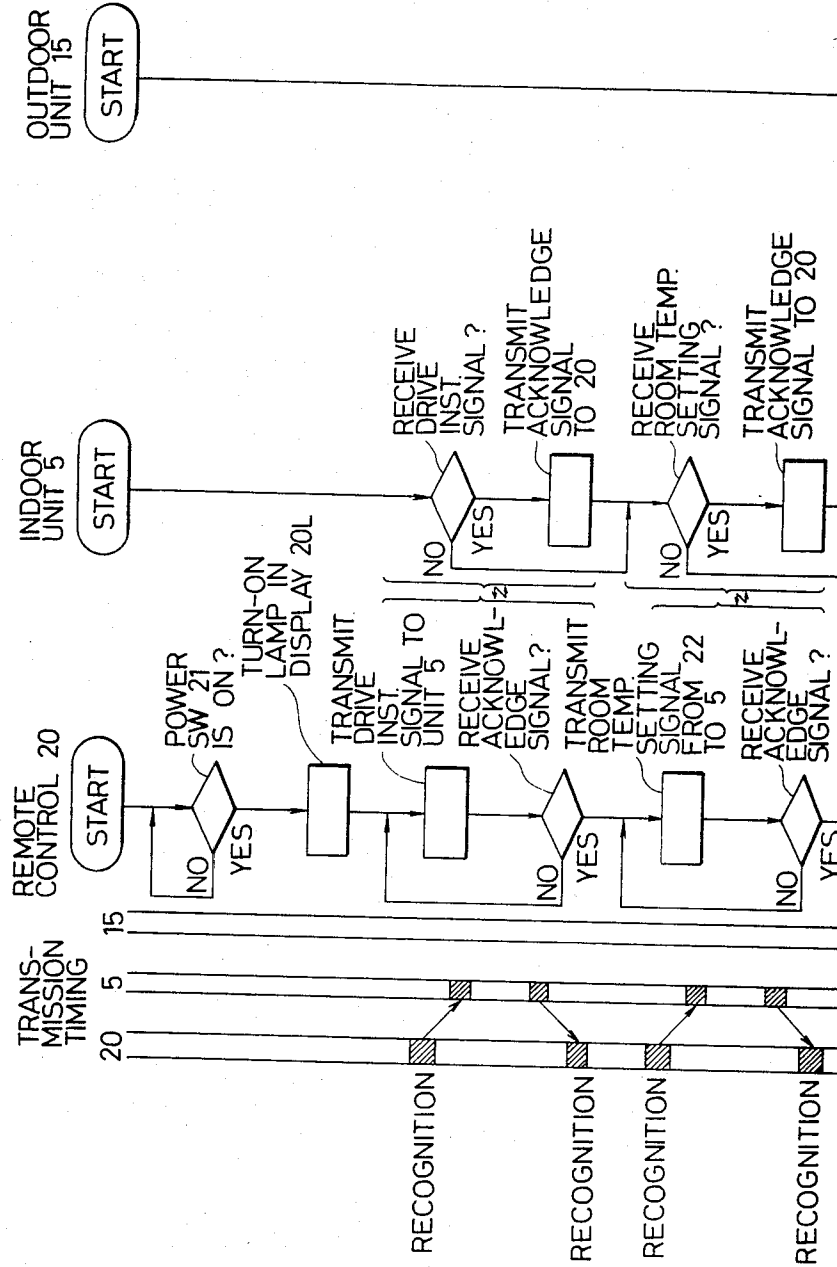 TRANS-
MISSION
TIMING
20
5
15
RECOGNITION
RECOGNITION
RECOGNITION
RECOGNITION
REMOTE
CONTROL 20
START
POWER
SW 21
IS ON ?
NO
YES
TURN-ON
LAMP IN
DISPLAY 20L
TRANSMIT
DRIVE
INST.
SIGNAL TO
UNIT 5
RECEIVE
ACKNOWL-
EDGE
SIGNAL?
NO
YES
TRANSMIT
ROOM
TEMP.
SETTING
SIGNAL
FROM 22
TO 5
RECEIVE
ACKNOWL-
EDGE
SIGNAL?
NO
YES
INDOOR
UNIT 5
START
RECEIVE
DRIVE
INST.
SIGNAL?
NO
YES
TRANSMIT
ACKNOWLEDGE
SIGNAL
TO 20
RECEIVE
ROOM TEMP.
SETTING
SIGNAL?
NO
YES
TRANSMIT
ACKNOWLEDGE
SIGNAL TO 20
OUTDOOR
UNIT 15
START